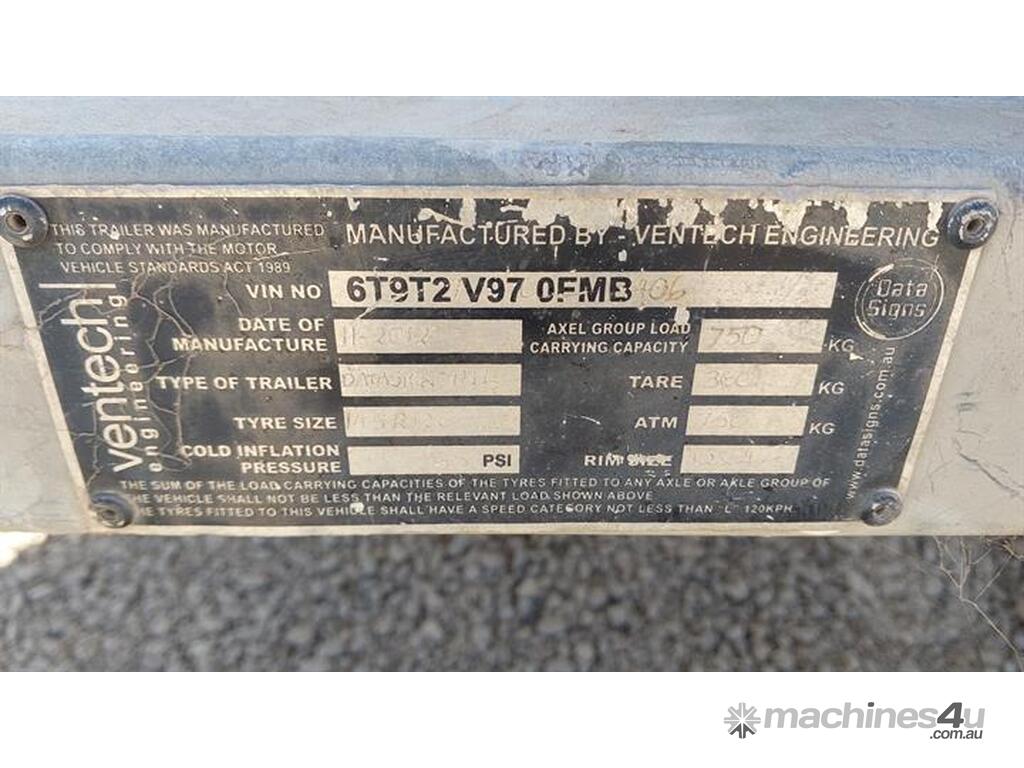 THIS TRAILER WAS MANUFACTURED
TO COMPLY WITH THE MOTOR
VEHICLE STANDARDS ACT 1989
MANUFACTURED BY - VENTECH ENGINEERING
ventech
engineering
VIN NO 6T9T2 V97 0FMB 906
DATE OF
MANUFACTURE 11-2012
AXEL GROUP LOAD
CARRYING CAPACITY 750 KG
TYPE OF TRAILER
TARE KG
TYRE SIZE
ATM KG
COLD INFLATION
PRESSURE PSI
RIM SIZE
THE SUM OF THE LOAD CARRYING CAPACITIES OF THE TYRES FITTED TO ANY AXLE OR AXLE GROUP OF
THE VEHICLE SHALL NOT BE LESS THAN THE RELEVANT LOAD SHOWN ABOVE
THE TYRES FITTED TO THIS VEHICLE SHALL HAVE A SPEED CATEGORY NOT LESS THAN "L" 120KPH
Data
Signs
www.datasigns.com.au
machines4u
.com.au